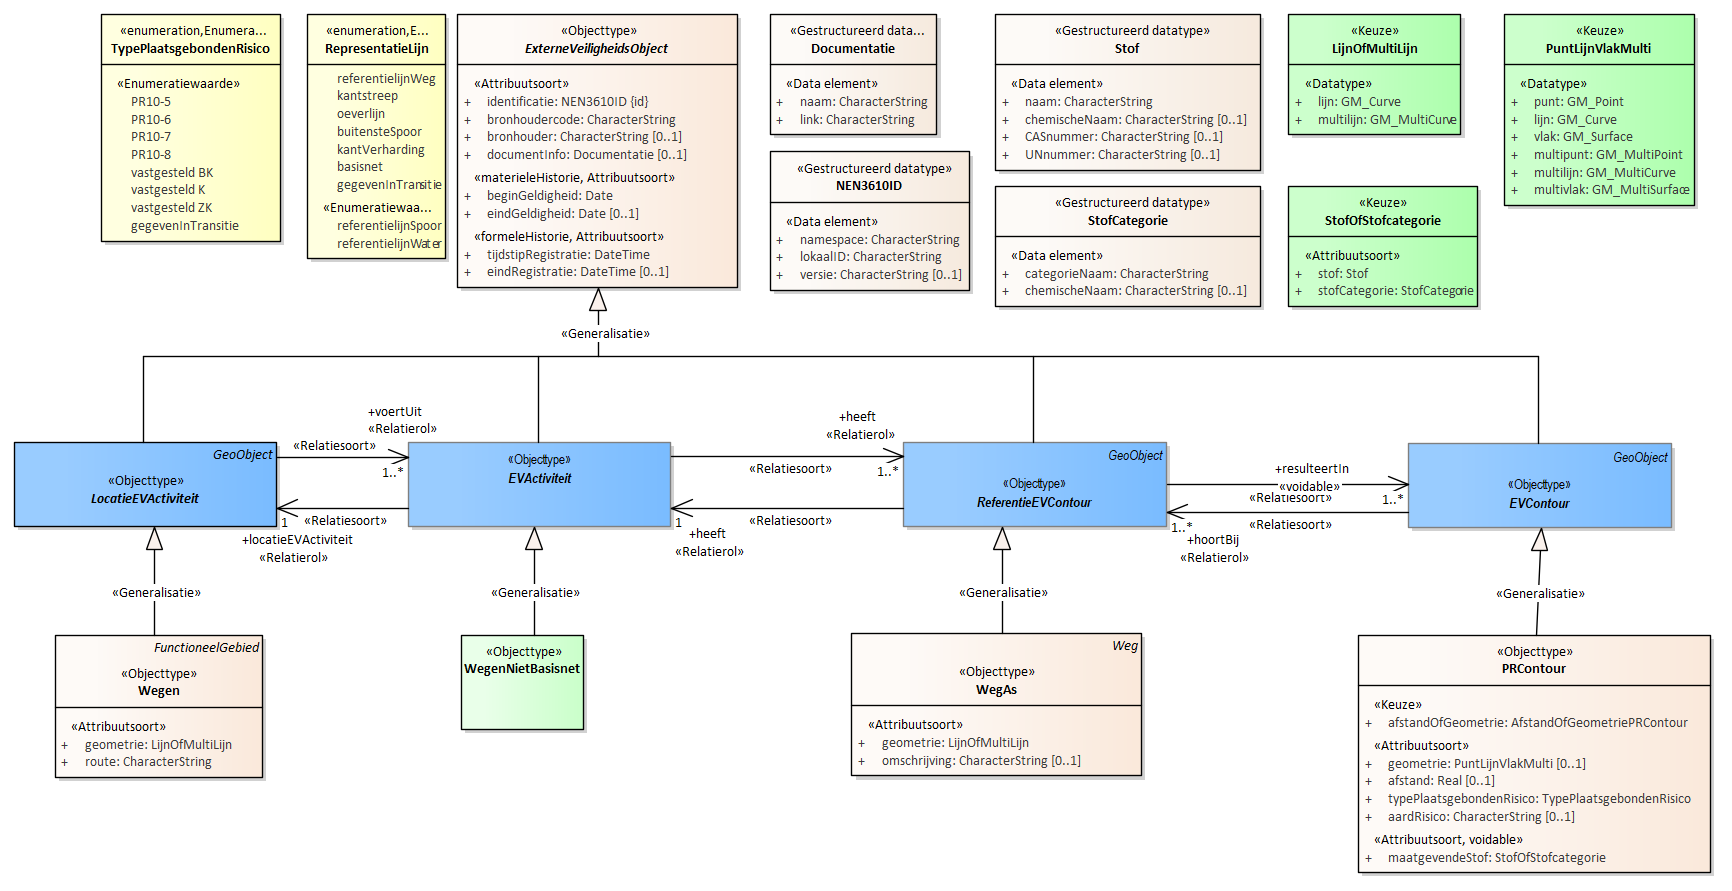 «enumeration,Enumera...
TypePlaatsgebondenRisico
«Enumeratiewaarde»
PR10-5
PR10-6
PR10-7
PR10-8
vastgesteld BK
vastgesteld K
vastgesteld ZK
gegevenInTransitie
«enumeration,E...
RepresentatieLijn
referentielijnWeg
kantstreep
oeverlijn
buitensteSpoor
kantVerharding
basisnet
gegevenInTransitie
«Enumeratiewaa...
referentielijnSpoor
referentielijnWater
«Objecttype»
ExterneVeiligheidsObject
«Attribuutsoort»
+ identificatie: NEN3610ID {id}
+ bronhoudercode: CharacterString
+ bronhouder: CharacterString [0..1]
+ documentInfo: Documentatie [0..1]
«materieleHistorie, Attribuutsoort»
+ beginGeldigheid: Date
+ eindGeldigheid: Date [0..1]
«formeleHistorie, Attribuutsoort»
+ tijdstipRegistratie: DateTime
+ eindRegistratie: DateTime [0..1]
«Gestructureerd data...
Documentatie
«Data element»
+ naam: CharacterString
+ link: CharacterString
«Gestructureerd datatype»
NEN3610ID
«Data element»
+ namespace: CharacterString
+ lokaalID: CharacterString
+ versie: CharacterString [0..1]
«Gestructureerd datatype»
Stof
«Data element»
+ naam: CharacterString
+ chemischeNaam: CharacterString [0..1]
+ CASnummer: CharacterString [0..1]
+ UNnummer: CharacterString [0..1]
«Gestructureerd datatype»
StofCategorie
«Data element»
+ categorieNaam: CharacterString
+ chemischeNaam: CharacterString [0..1]
«Keuze»
LijnOfMultiLijn
«Datatype»
+ lijn: GM_Curve
+ multilijn: GM_MultiCurve
«Keuze»
StofOfStofcategorie
«Attribuutsoort»
+ stof: Stof
+ stofCategorie: StofCategorie
«Keuze»
PuntLijnVlakMulti
«Datatype»
+ punt: GM_Point
+ lijn: GM_Curve
+ vlak: GM_Surface
+ multipunt: GM_MultiPoint
+ multilijn: GM_MultiCurve
+ multivlak: GM_MultiSurface
«Generalisatie»
GeoObject
«Objecttype»
LocatieEVActiviteit
+voertUit
«Relatierol»
«Relatiesoort»
1..*
1
«Relatiesoort»
+locatieEVActiviteit
«Relatierol»
«Objecttype»
EVActiviteit
+heeft
«Relatierol»
«Relatiesoort»
1..*
1
«Relatiesoort»
+heeft
«Relatierol»
GeoObject
«Objecttype»
ReferentieEVContour
+resulteertIn
«voidable»
«Relatiesoort»
1..*
1..*
«Relatiesoort»
+hoortBij
«Relatierol»
GeoObject
«Objecttype»
EVContour
«Generalisatie»
«Generalisatie»
«Generalisatie»
«Generalisatie»
FunctioneelGebied
«Objecttype»
Wegen
«Attribuutsoort»
+ geometrie: LijnOfMultiLijn
+ route: CharacterString
«Objecttype»
WegenNietBasisnet
Weg
«Objecttype»
WegAs
«Attribuutsoort»
+ geometrie: LijnOfMultiLijn
+ omschrijving: CharacterString [0..1]
«Objecttype»
PRContour
«Keuze»
+ afstandOfGeometrie: AfstandOfGeometriePRContour
«Attribuutsoort»
+ geometrie: PuntLijnVlakMulti [0..1]
+ afstand: Real [0..1]
+ typePlaatsgebondenRisico: TypePlaatsgebondenRisico
+ aardRisico: CharacterString [0..1]
«Attribuutsoort, voidable»
+ maatgevendeStof: StofOfStofcategorie